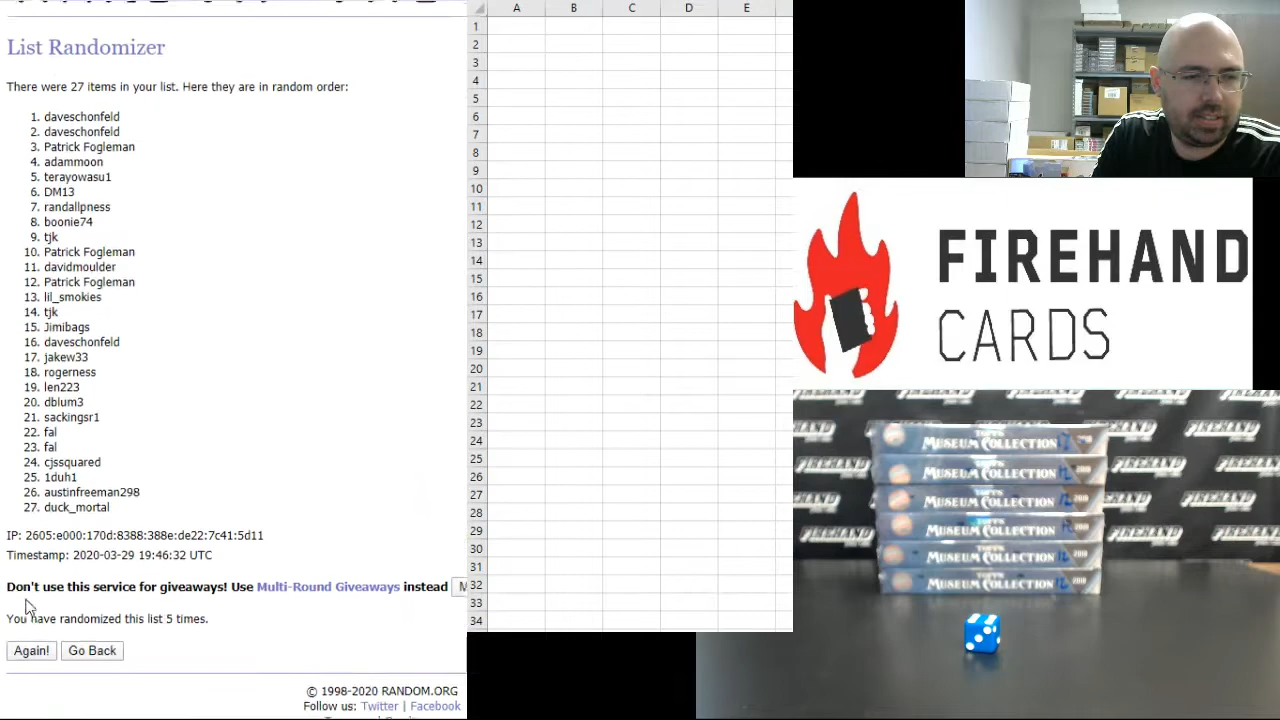 List Randomizer
There were 27 items in your list. Here they are in random order:
1. daveschonfeld
2. daveschonfeld
3. Patrick Fogleman
4. adammoon
5. terayowasu1
6. DM13
7. randallpness
8. boonie74
9. tjk
10. Patrick Fogleman
11. davidmoulder
12. Patrick Fogleman
13. lil_smokies
14. tjk
15. Jimibags
16. daveschonfeld
17. jakew33
18. rogerness
19. len223
20. dblum3
21. sackingsr1
22. fal
23. fal
24. cjssquared
25. 1duh1
26. austinfreeman298
27. duck_mortal
IP: 2605:e000:170d:8388:388e:de22:7c41:5d11
Timestamp: 2020-03-29 19:46:32 UTC
Don't use this service for giveaways! Use Multi-Round Giveaways instead
You have randomized this list 5 times.
Again! Go Back
© 1998-2020 RANDOM.ORG
Follow us: Twitter | Facebook
A B C D E
1
2
3
4
5
6
7
8
9
10
11
12
13
14
15
16
17
18
19
20
21
22
23
24
25
26
27
28
29
30
31
32
33
34
FIREHAND
CARDS
TOPPS
MUSEUM COLLECTION
MUSEUM COLLECTION
MUSEUM COLLECTION
MUSEUM COLLECTION
MUSEUM COLLECTION
MUSEUM COLLECTION
FIREHAND